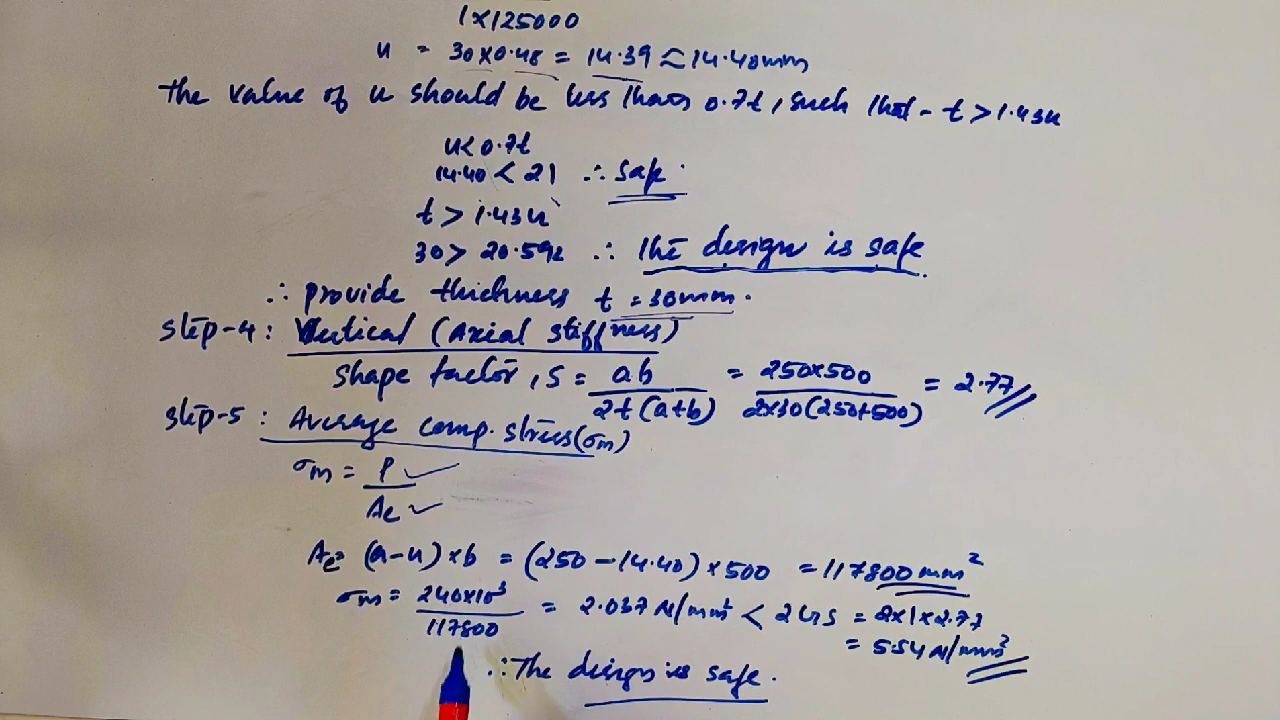 1×125000
u = 30×0.48 = 14.39 ≃ 14.40mm
The value of u should be less than 0.7t, such that - t > 1.43u
u < 0.7t
14.40 < 21 ∴ safe.
t > 1.43u
30 > 20.592 ∴ the design is safe.
∴ provide thickness t = 30mm.
Step-4: Vertical (Axial stiffness)
Shape factor, S = ab / 2t(a+b) = 250×500 / 2×30(250+500) = 2.77
Step-5: Average comp. stress(σm)
σm = P / Ae
Ae = (a-u)×b = (250-14.40)×500 = 117800 mm²
σm = 240×10³ / 117800 = 2.037 N/mm² < 2GS = 2×1×2.77
= 5.54 N/mm²
∴ The design is safe.